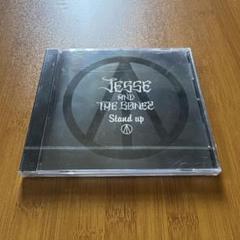 JESSE
AND
THE BONEZ
Stand up